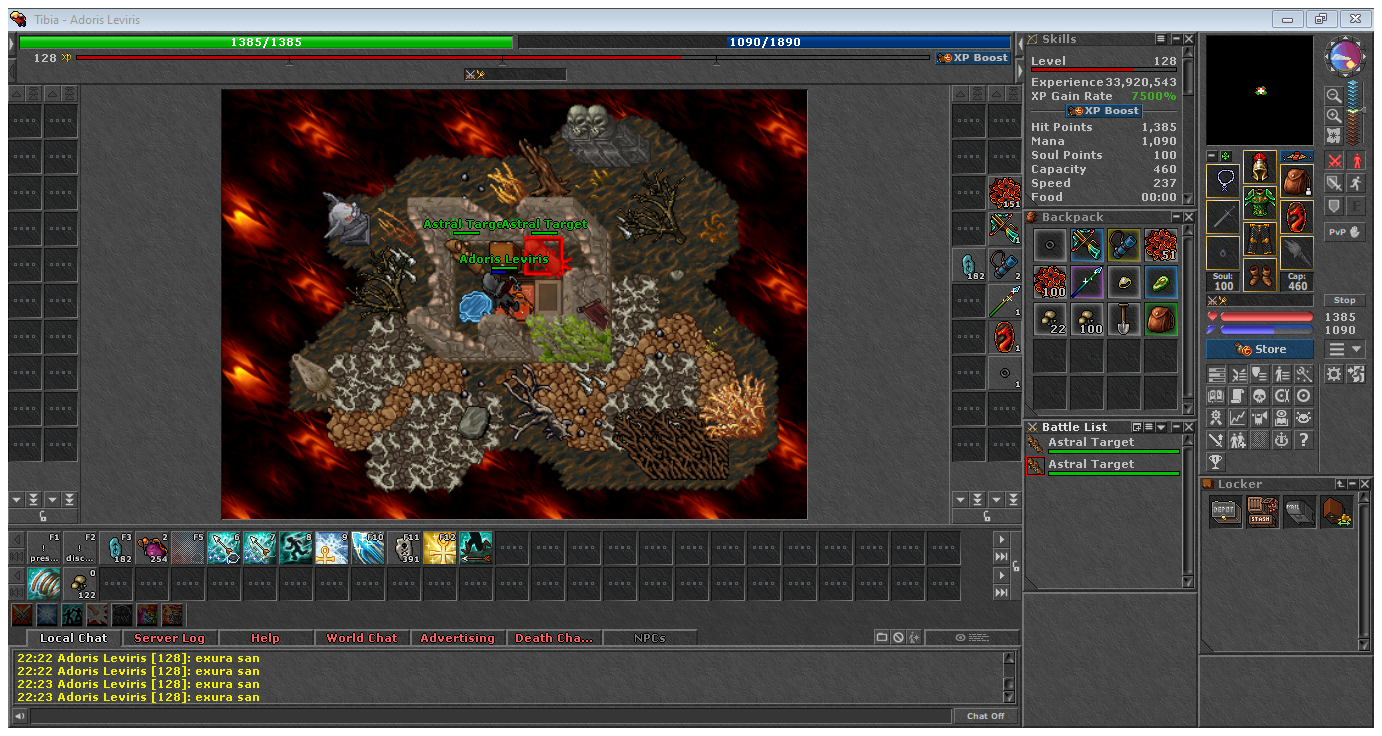 Tibia - Adoris Leviris
1385/1385
1090/1890
128 XP
XP Boost
Skills
Level 128
Experience 33,920,543
XP Gain Rate 7500%
XP Boost
Hit Points 1,385
Mana 1,090
Soul Points 100
Capacity 460
Speed 237
Food 00:00
Backpack
51
100
22
100
Battle List
Astral Target
Astral Target
Astral Target
Adoris Leviris
151
1
182
2
1
1
1
Soul:
100
Cap:
460
PvP
Stop
1385
1090
Store
Locker
DEPOT
STASH
MAIL
F1
pres...
F2
disc...
F3
182
2
254
F5
6
7
8
9
F10
F11
391
F12
0
122
Local Chat
Server Log
Help
World Chat
Advertising
Death Cha...
NPCs
22:22 Adoris Leviris [128]: exura san
22:22 Adoris Leviris [128]: exura san
22:23 Adoris Leviris [128]: exura san
22:23 Adoris Leviris [128]: exura san
Chat Off